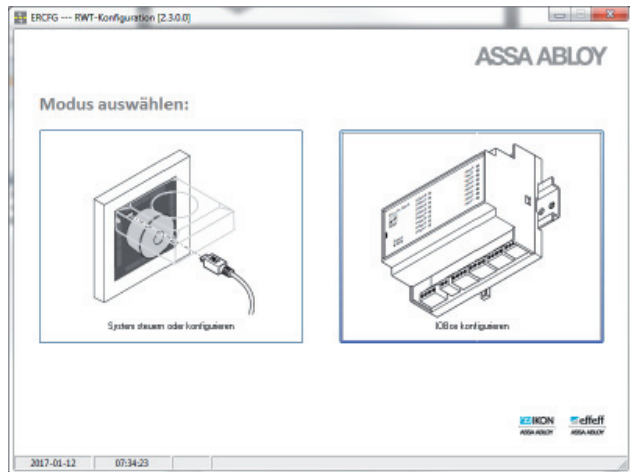 ERCFG --- RWT-Konfiguration [2.3.0.0]
ASSA ABLOY
Modus auswählen:
System steuern oder konfigurieren
IOBox konfigurieren
IKON
ASSA ABLOY
effeff
ASSA ABLOY
2017-01-12 07:34:23